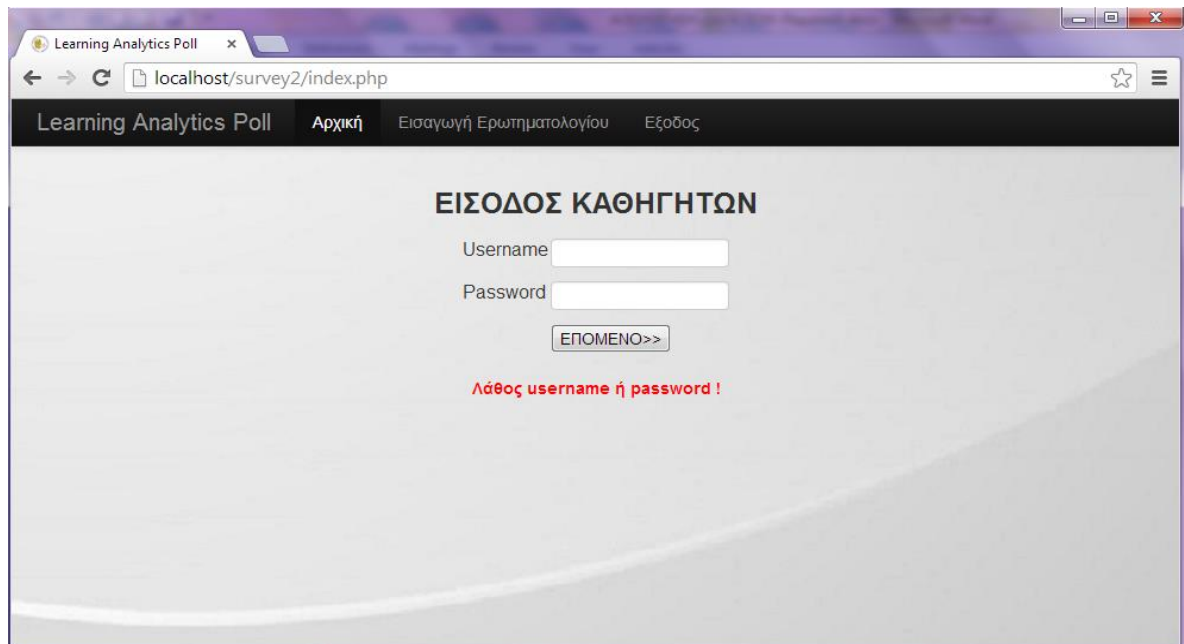 Learning Analytics Poll
localhost/survey2/index.php
Learning Analytics Poll Αρχική Εισαγωγή Ερωτηματολογίου Εξοδος
ΕΙΣΟΔΟΣ ΚΑΘΗΓΗΤΩΝ
Username
Password
ΕΠΟΜΕΝΟ>>
Λάθος username ή password !